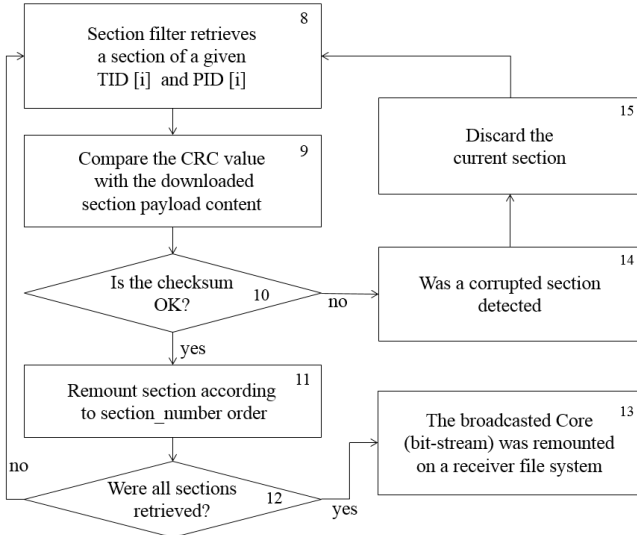 8
Section filter retrieves
a section of a given
TID [i] and PID [i]
9
Compare the CRC value
with the downloaded
section payload content
Is the checksum
OK?
10
no
yes
11
Remount section according
to section_number order
Were all sections
retrieved?
12
no
yes
13
The broadcasted Core
(bit-stream) was remounted
on a receiver file system
14
Was a corrupted section
detected
15
Discard the
current section